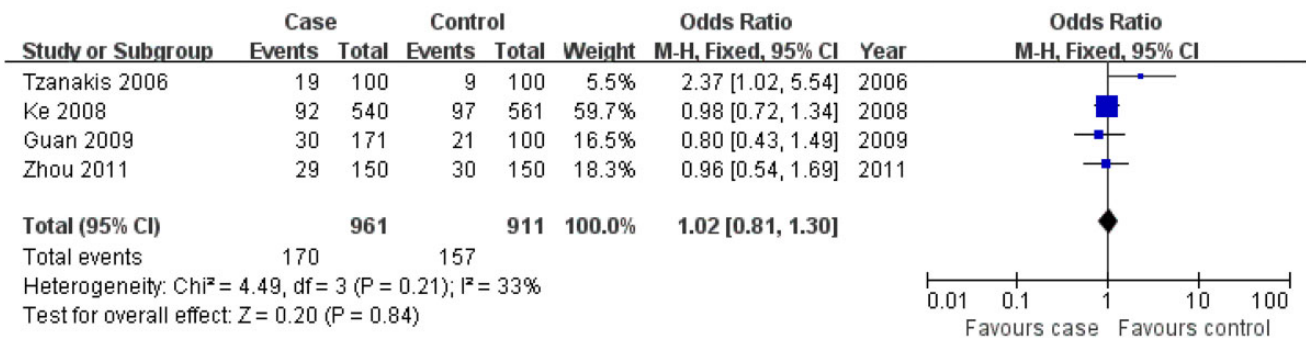 Case Control Odds Ratio Odds Ratio
Study or Subgroup Events Total Events Total Weight M-H, Fixed, 95% CI Year M-H, Fixed, 95% CI
Tzanakis 2006 19 100 9 100 5.5% 2.37 [1.02, 5.54] 2006
Ke 2008 92 540 97 561 59.7% 0.98 [0.72, 1.34] 2008
Guan 2009 30 171 21 100 16.5% 0.80 [0.43, 1.49] 2009
Zhou 2011 29 150 30 150 18.3% 0.96 [0.54, 1.69] 2011
Total (95% CI) 961 911 100.0% 1.02 [0.81, 1.30]
Total events 170 157
Heterogeneity: Chi² = 4.49, df = 3 (P = 0.21); I² = 33%
Test for overall effect: Z = 0.20 (P = 0.84)
0.01 0.1 1 10 100
Favours case Favours control